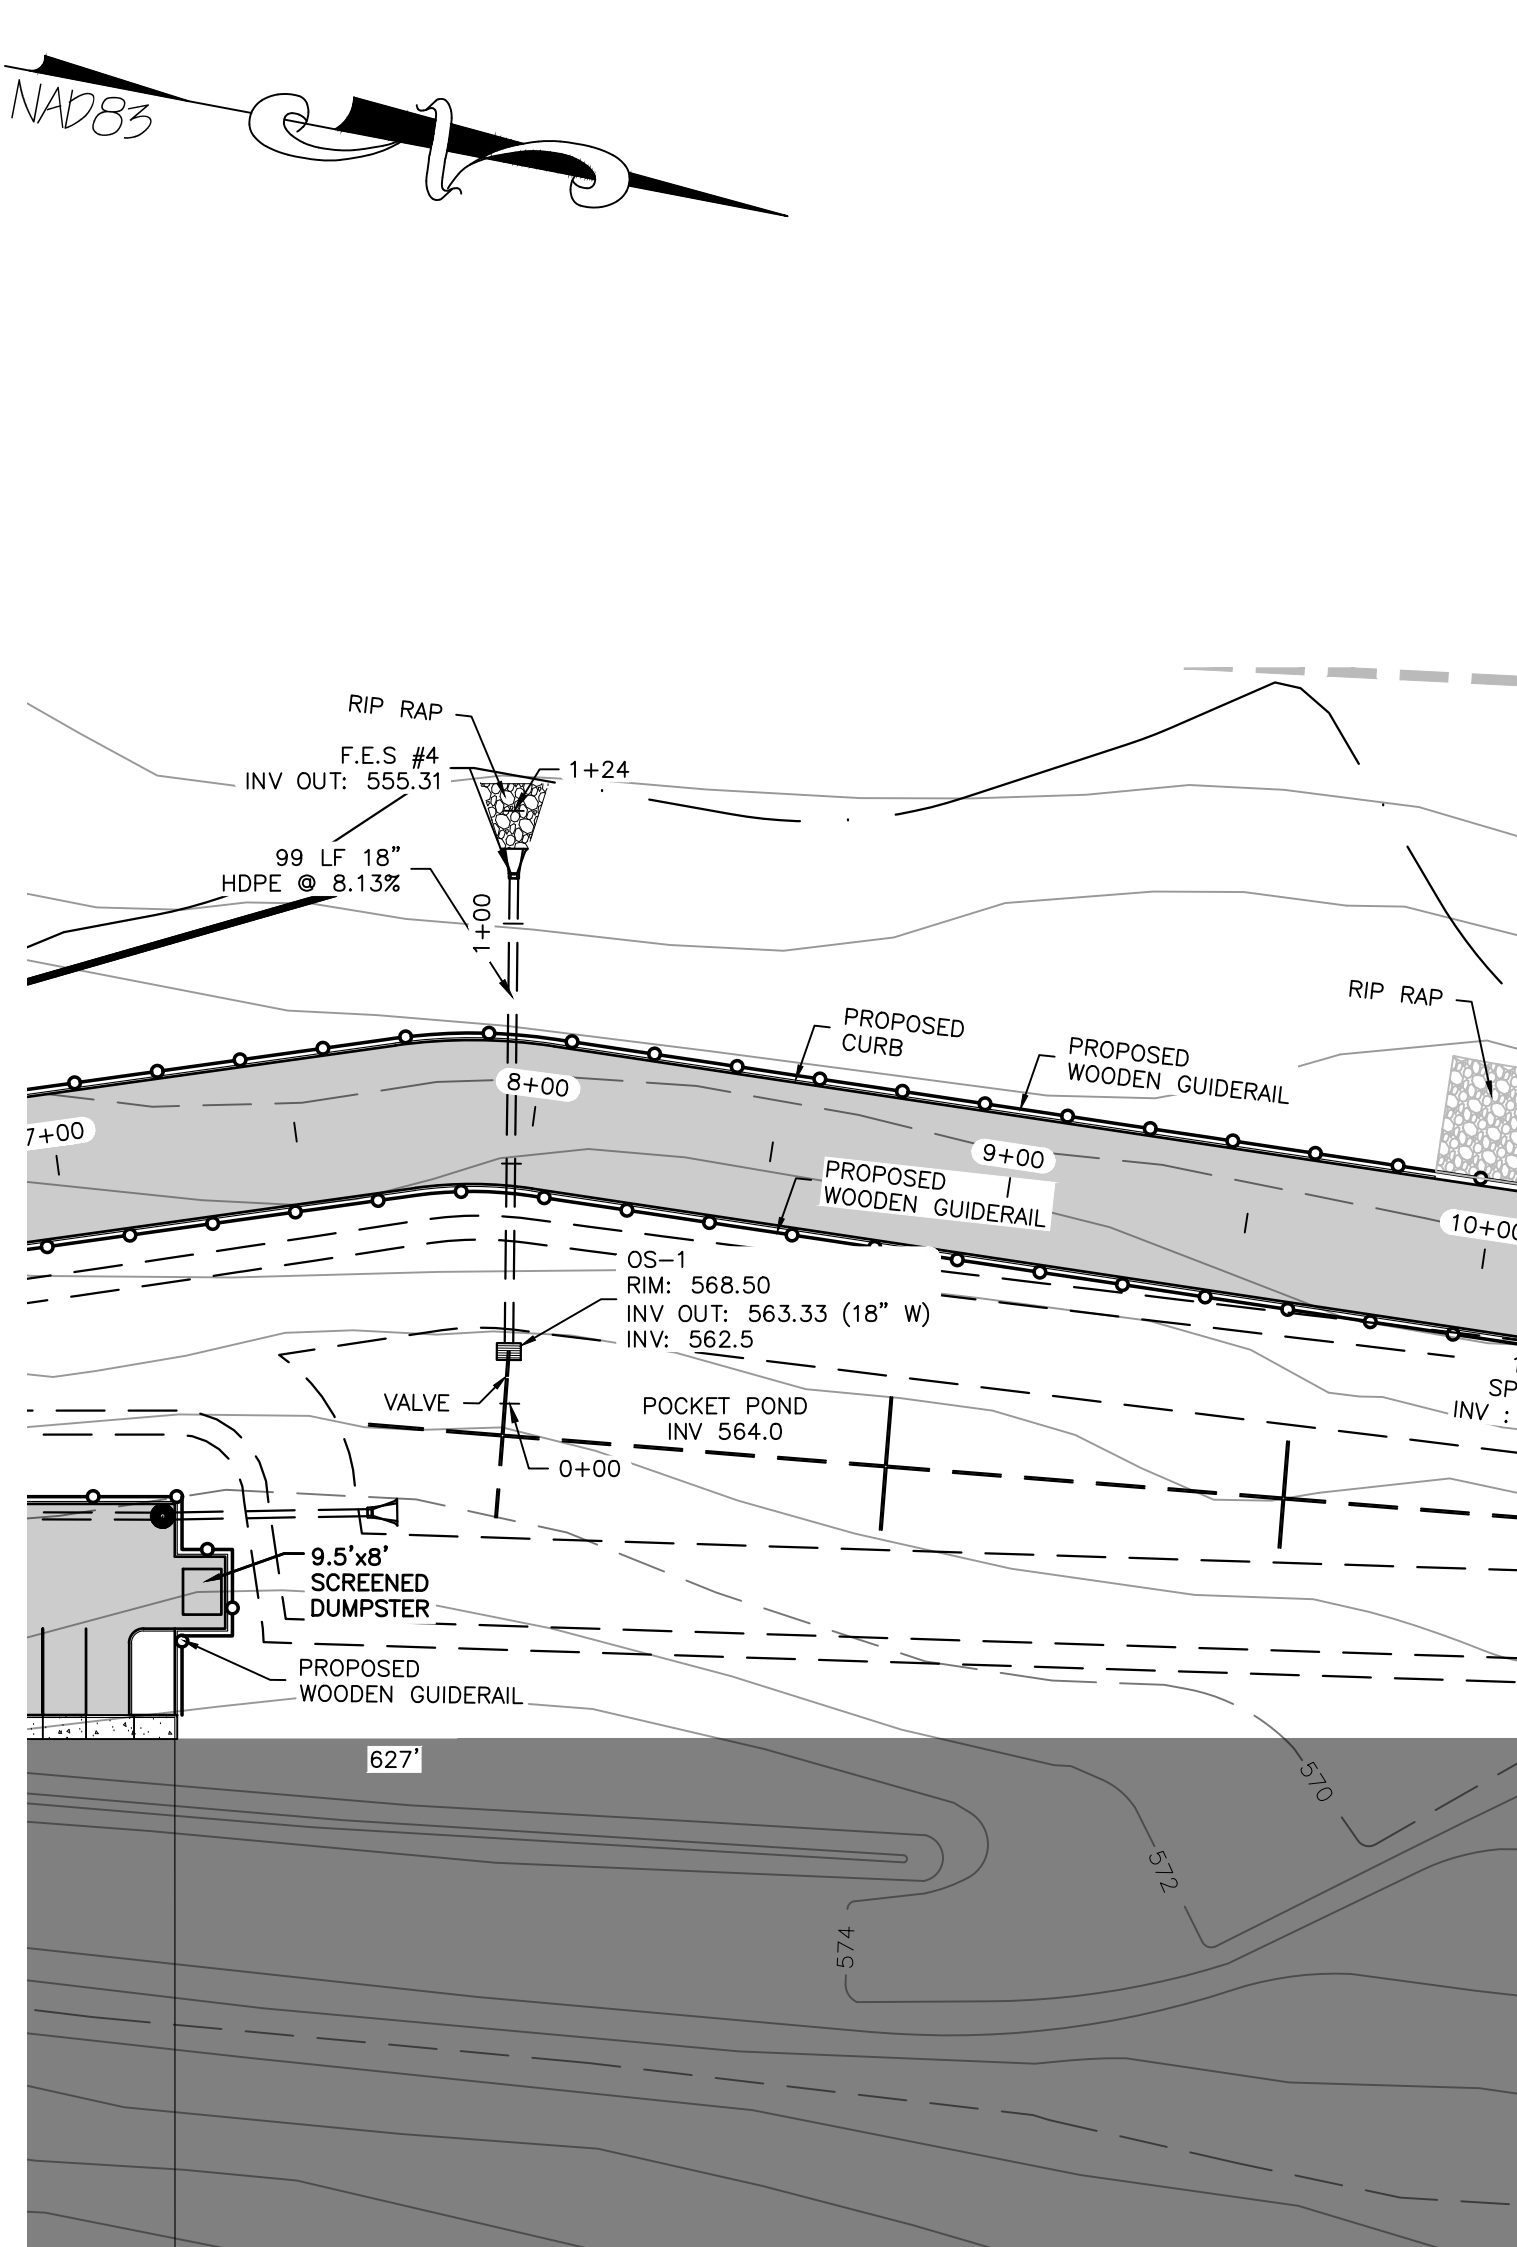 NAD83
RIP RAP
F.E.S #4
INV OUT: 555.31
1+24
99 LF 18"
HDPE @ 8.13%
1+00
RIP RAP
PROPOSED
CURB
PROPOSED
WOODEN GUIDERAIL
8+00
7+00
9+00
PROPOSED
WOODEN GUIDERAIL
10+00
OS-1
RIM: 568.50
INV OUT: 563.33 (18" W)
INV: 562.5
VALVE
POCKET POND
INV 564.0
SP
INV :
0+00
9.5'x8'
SCREENED
DUMPSTER
PROPOSED
WOODEN GUIDERAIL
627'
570
572
574